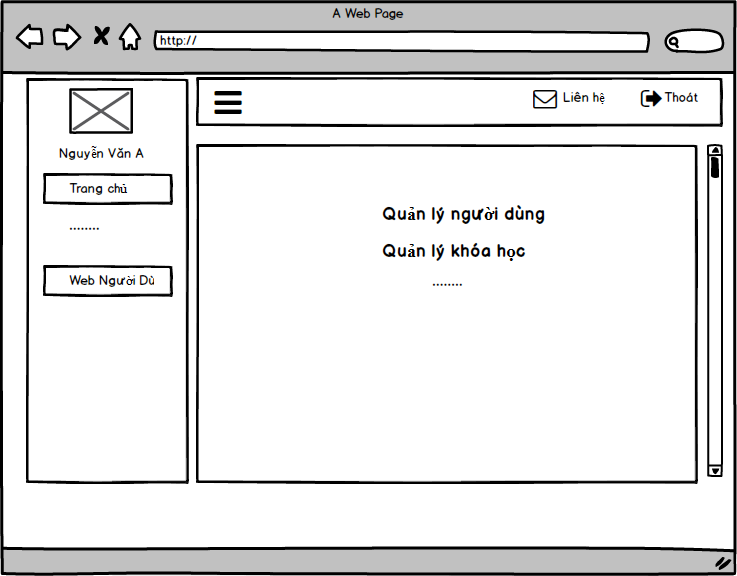 A Web Page
http://
Liên hệ
Thoát
Nguyễn Văn A
Trang chủ
........
Web Người Dù
Quản lý người dùng
Quản lý khóa học
........